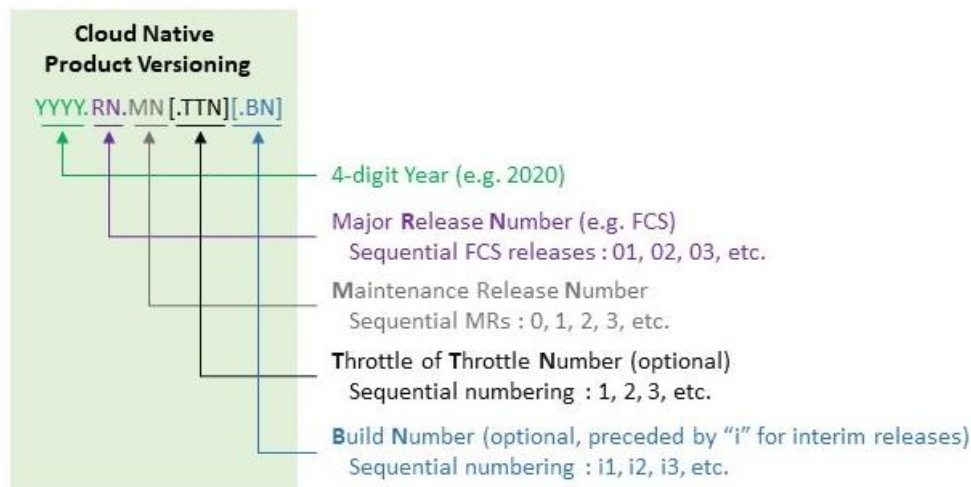 Cloud Native
Product Versioning
YYYY.RN.MN[.TTN][.BN]
4-digit Year (e.g. 2020)
Major Release Number (e.g. FCS)
Sequential FCS releases : 01, 02, 03, etc.
Maintenance Release Number
Sequential MRs : 0, 1, 2, 3, etc.
Throttle of Throttle Number (optional)
Sequential numbering : 1, 2, 3, etc.
Build Number (optional, preceded by “i” for interim releases)
Sequential numbering : i1, i2, i3, etc.